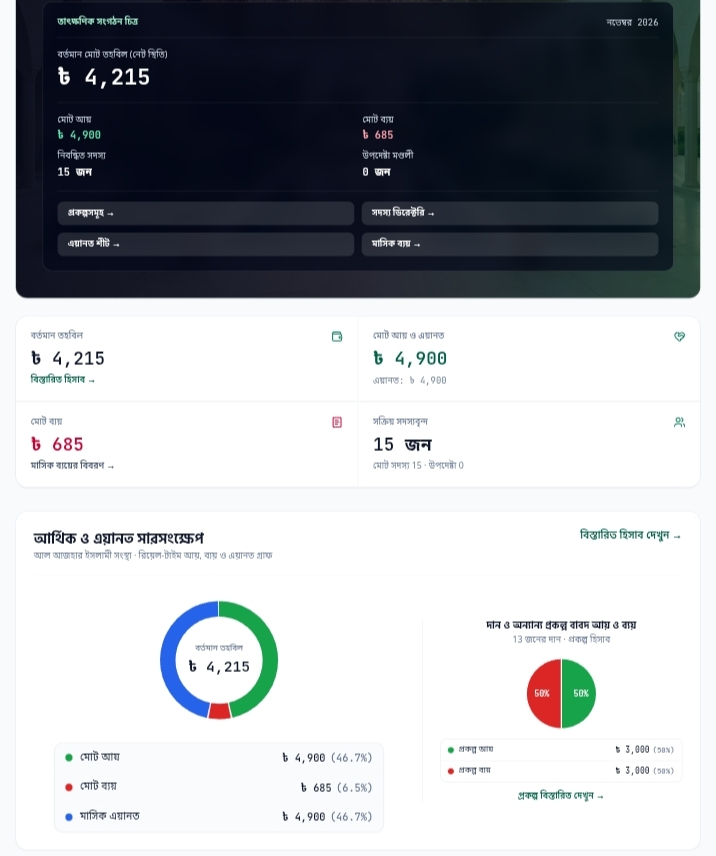 তাৎক্ষণিক সংগঠন চিত্র
নভেম্বর 2026
বর্তমান মোট তহবিল (নেট স্থিতি)
৳ 4,215
মোট আয়
মোট ব্যয়
৳ 4,900
৳ 685
নিবন্ধিত সদস্য
উপদেষ্টা মণ্ডলী
15 জন
0 জন
প্রকল্পসমূহ →
সদস্য ডিরেক্টরি →
এয়ানত শীট →
মাসিক ব্যয় →
বর্তমান তহবিল
৳ 4,215
বিস্তারিত হিসাব →
মোট আয় ও এয়ানত
৳ 4,900
এয়ানত: ৳ 4,900
মোট ব্যয়
৳ 685
মাসিক ব্যয়ের বিবরণ →
সক্রিয় সদস্যবৃন্দ
15 জন
মোট সদস্য 15 · উপদেষ্টা 0
আর্থিক ও এয়ানত সারসংক্ষেপ
বিস্তারিত হিসাব দেখুন →
আল আজহার ইসলামী সংস্থা · রিয়েল-টাইম আয়, ব্যয় ও এয়ানত গ্রাফ
বর্তমান তহবিল
৳ 4,215
মোট আয় ৳ 4,900 (46.7%)
মোট ব্যয় ৳ 685 (6.5%)
মাসিক এয়ানত ৳ 4,900 (46.7%)
দান ও অন্যান্য প্রকল্প বাবদ আয় ও ব্যয়
13 জনের দান · প্রকল্প হিসাব
50% 50%
প্রকল্প আয় ৳ 3,000 (50%)
প্রকল্প ব্যয় ৳ 3,000 (50%)
প্রকল্প বিস্তারিত দেখুন →